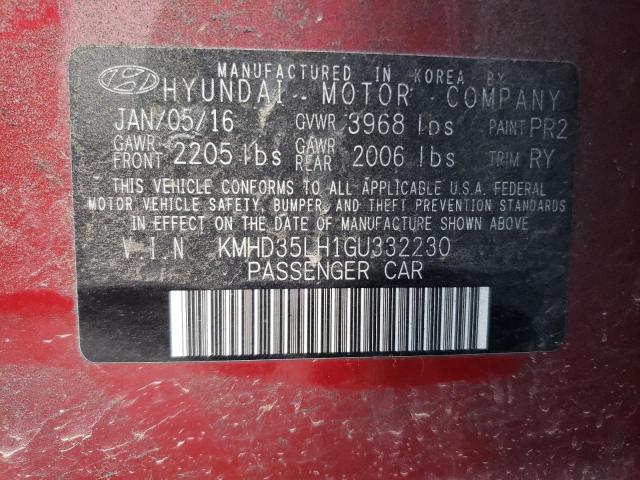 MANUFACTURED IN KOREA BY
HYUNDAI MOTOR COMPANY
JAN/05/16 GVWR 3968 lbs PAINT PR2
GAWR FRONT 2205 lbs GAWR REAR 2006 lbs TRIM RY
THIS VEHICLE CONFORMS TO ALL APPLICABLE U.S.A. FEDERAL
MOTOR VEHICLE SAFETY, BUMPER, AND THEFT PREVENTION STANDARDS
IN EFFECT ON THE DATE OF MANUFACTURE SHOWN ABOVE.
V.I.N KMHD35LH1GU332230
PASSENGER CAR